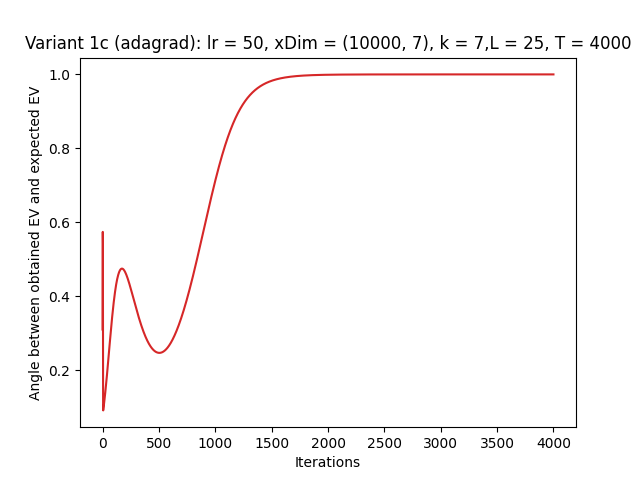 Variant 1c (adagrad): lr = 50, xDim = (10000, 7), k = 7,L = 25, T = 4000
Angle between obtained EV and expected EV
1.0
0.8
0.6
0.4
0.2
0 500 1000 1500 2000 2500 3000 3500 4000
Iterations